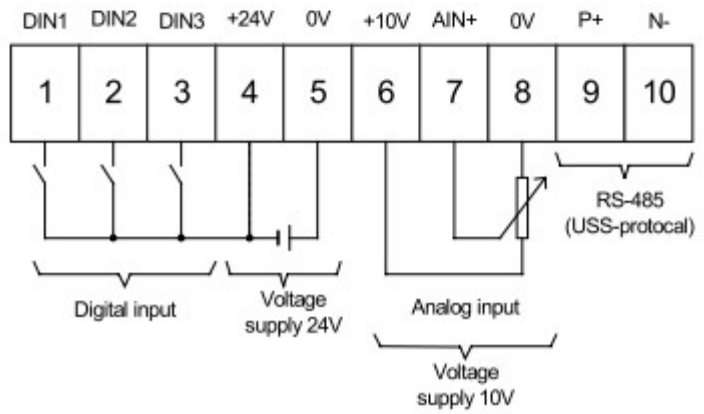 DIN1 DIN2 DIN3 +24V 0V +10V AIN+ 0V P+ N-
1 2 3 4 5 6 7 8 9 10
RS-485
(USS-protocal)
Digital input
Voltage
supply 24V
Analog input
Voltage
supply 10V